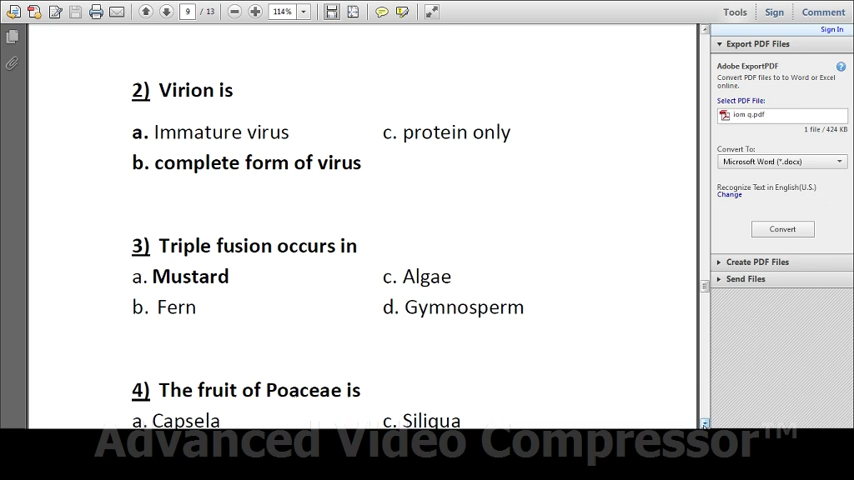 9 / 13
114%
Tools Sign Comment
Sign In
Export PDF Files
Adobe ExportPDF
Convert PDF files to to Word or Excel online.
Select PDF File:
iom q.pdf
1 file / 424 KB
Convert To:
Microsoft Word (*.docx)
Recognize Text in English(U.S.)
Change
Convert
Create PDF Files
Send Files
2) Virion is
a. Immature virus c. protein only
b. complete form of virus
3) Triple fusion occurs in
a. Mustard c. Algae
b. Fern d. Gymnosperm
4) The fruit of Poaceae is
a. Capsela c. Siliqua
Advanced Video Compressor™